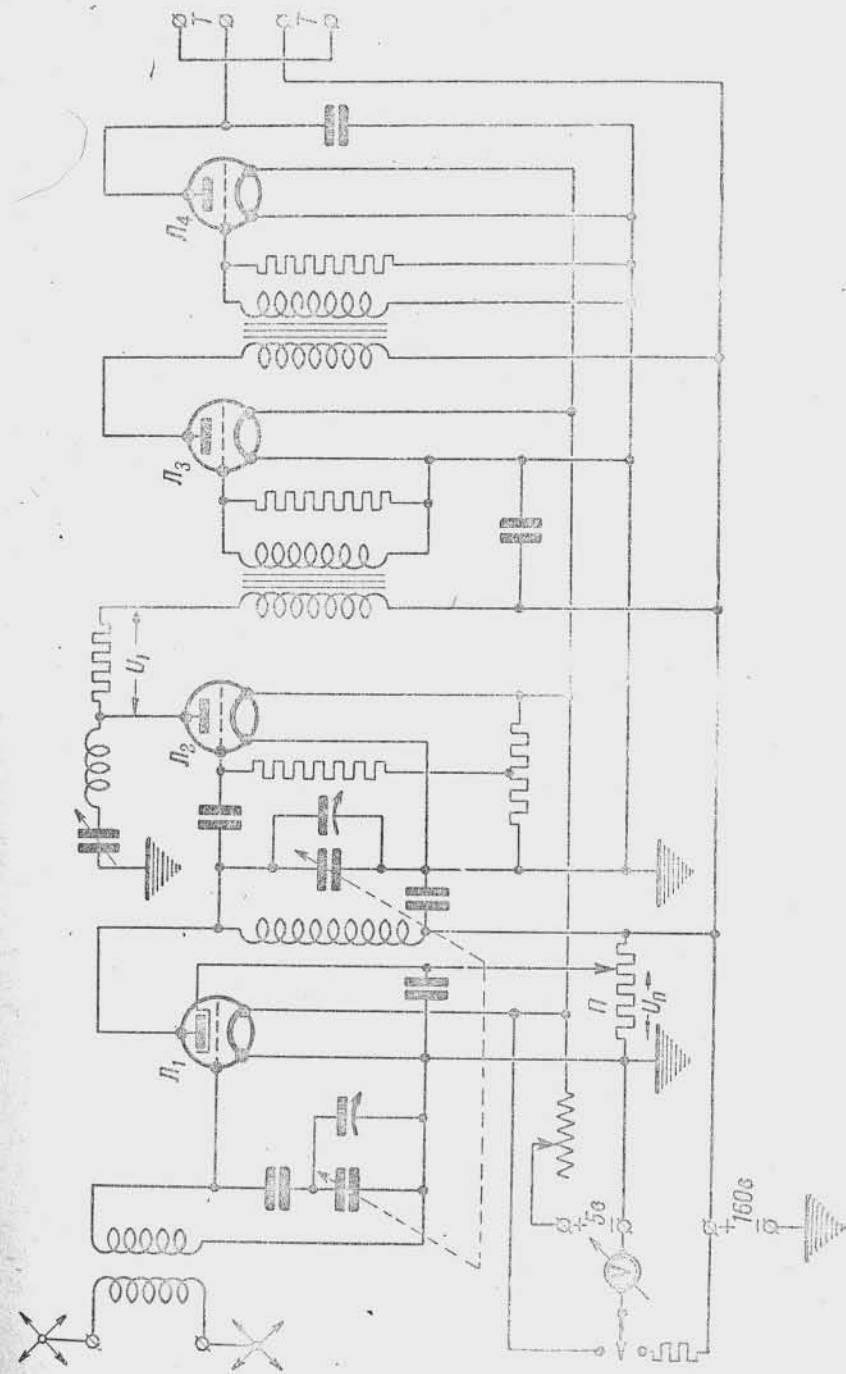 Т
Т
Л₄
Л₃
U₁
Л₂
Л₁
П
Uп
+
5в
−
V
+
160в
−